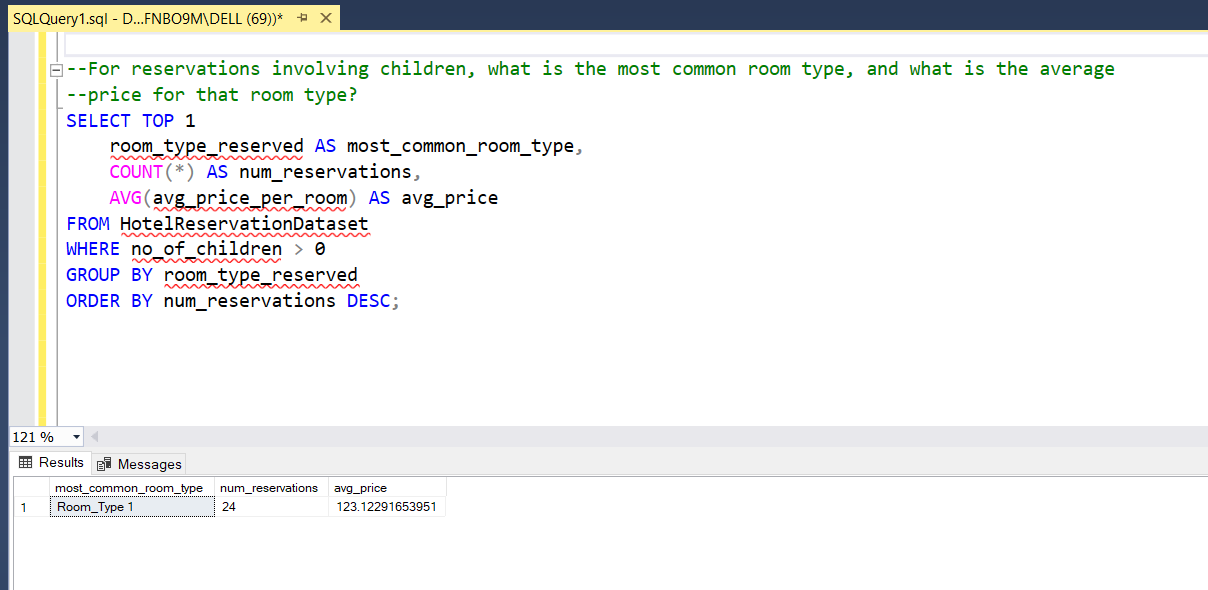 SQLQuery1.sql - D...FNBO9M\DELL (69))*
--For reservations involving children, what is the most common room type, and what is the average
--price for that room type?
SELECT TOP 1
room_type_reserved AS most_common_room_type,
COUNT(*) AS num_reservations,
AVG(avg_price_per_room) AS avg_price
FROM HotelReservationDataset
WHERE no_of_children > 0
GROUP BY room_type_reserved
ORDER BY num_reservations DESC;
121 %
Results Messages
most_common_room_type num_reservations avg_price
1 Room_Type 1 24 123.12291653951